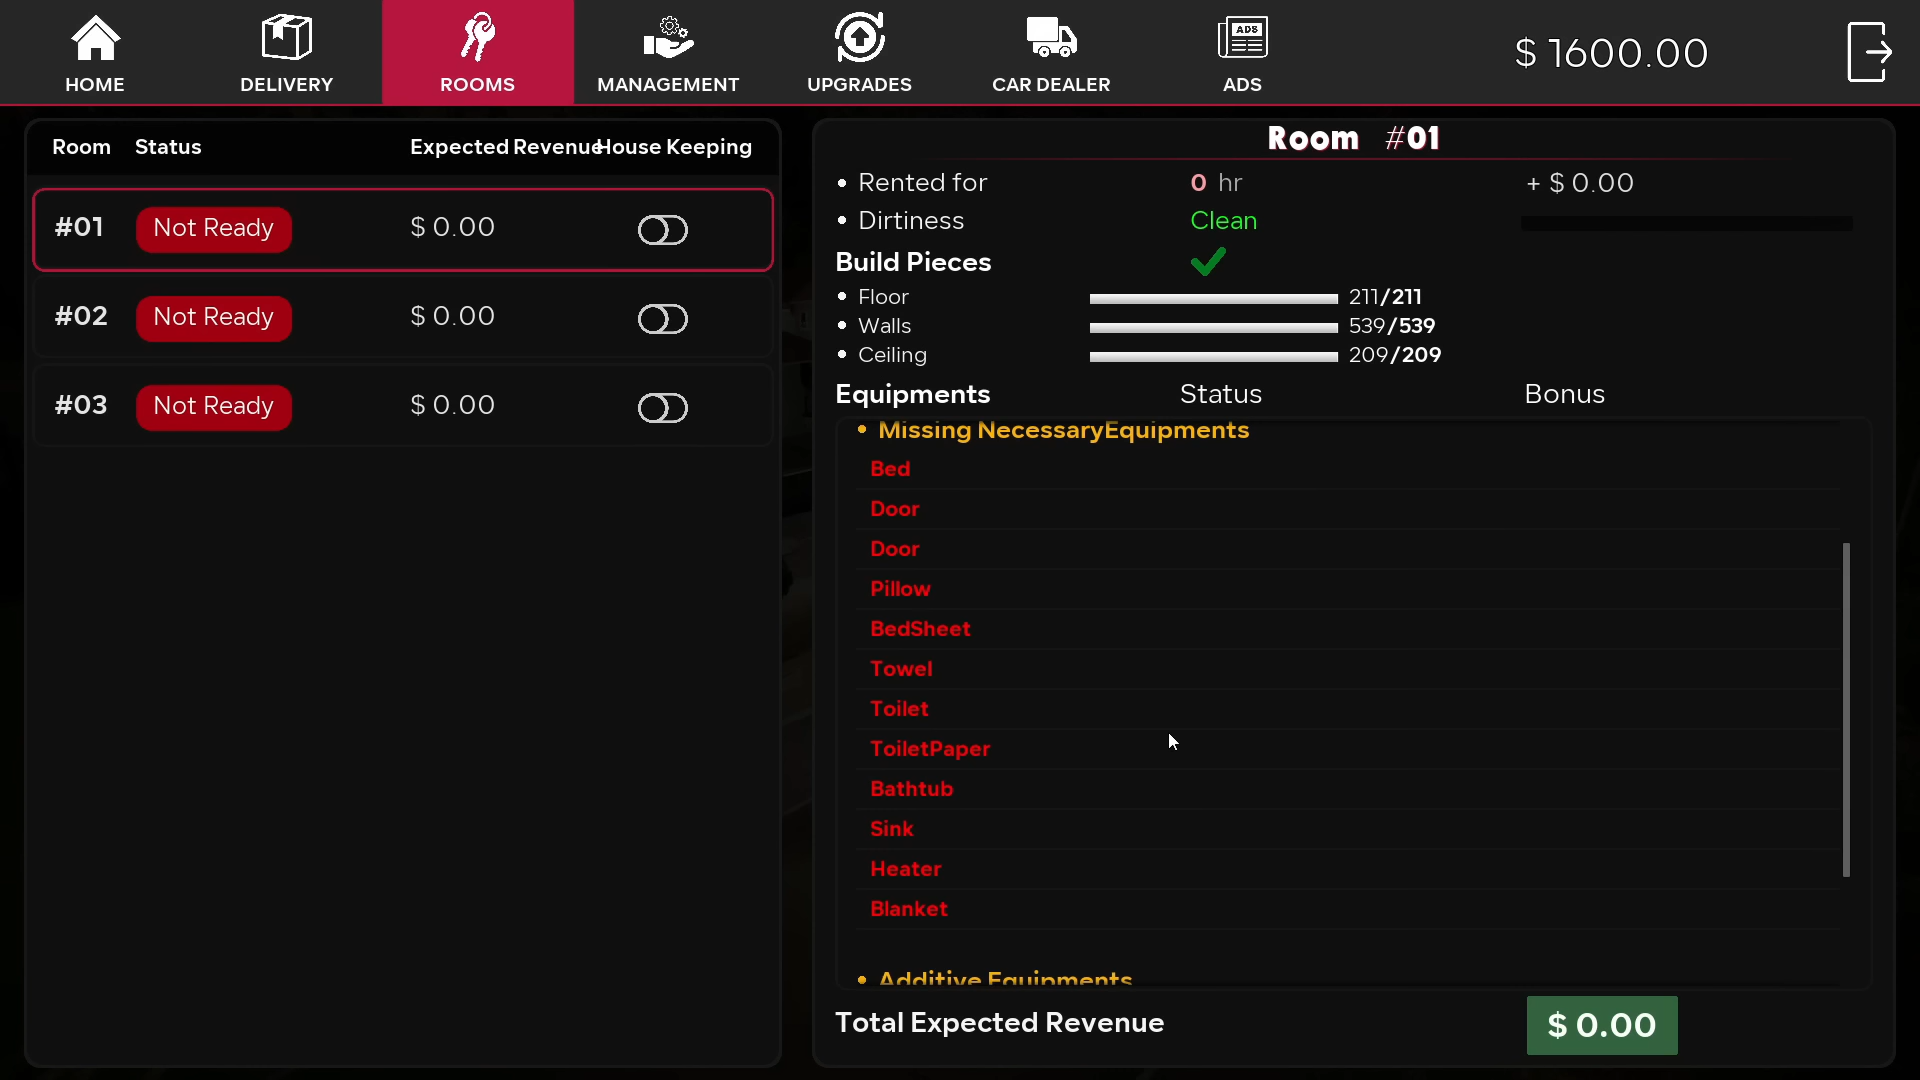 HOME DELIVERY ROOMS MANAGEMENT UPGRADES CAR DEALER ADS ADS $ 1600.00
Room Status Expected Revenue House Keeping
#01 Not Ready $ 0.00
#02 Not Ready $ 0.00
#03 Not Ready $ 0.00
Room #01
Rented for 0 hr + $ 0.00
Dirtiness Clean
Build Pieces
Floor 211/211
Walls 539/539
Ceiling 209/209
Equipments Status Bonus
Missing NecessaryEquipments
Bed
Door
Door
Pillow
BedSheet
Towel
Toilet
ToiletPaper
Bathtub
Sink
Heater
Blanket
Additive Equipments
Total Expected Revenue $ 0.00